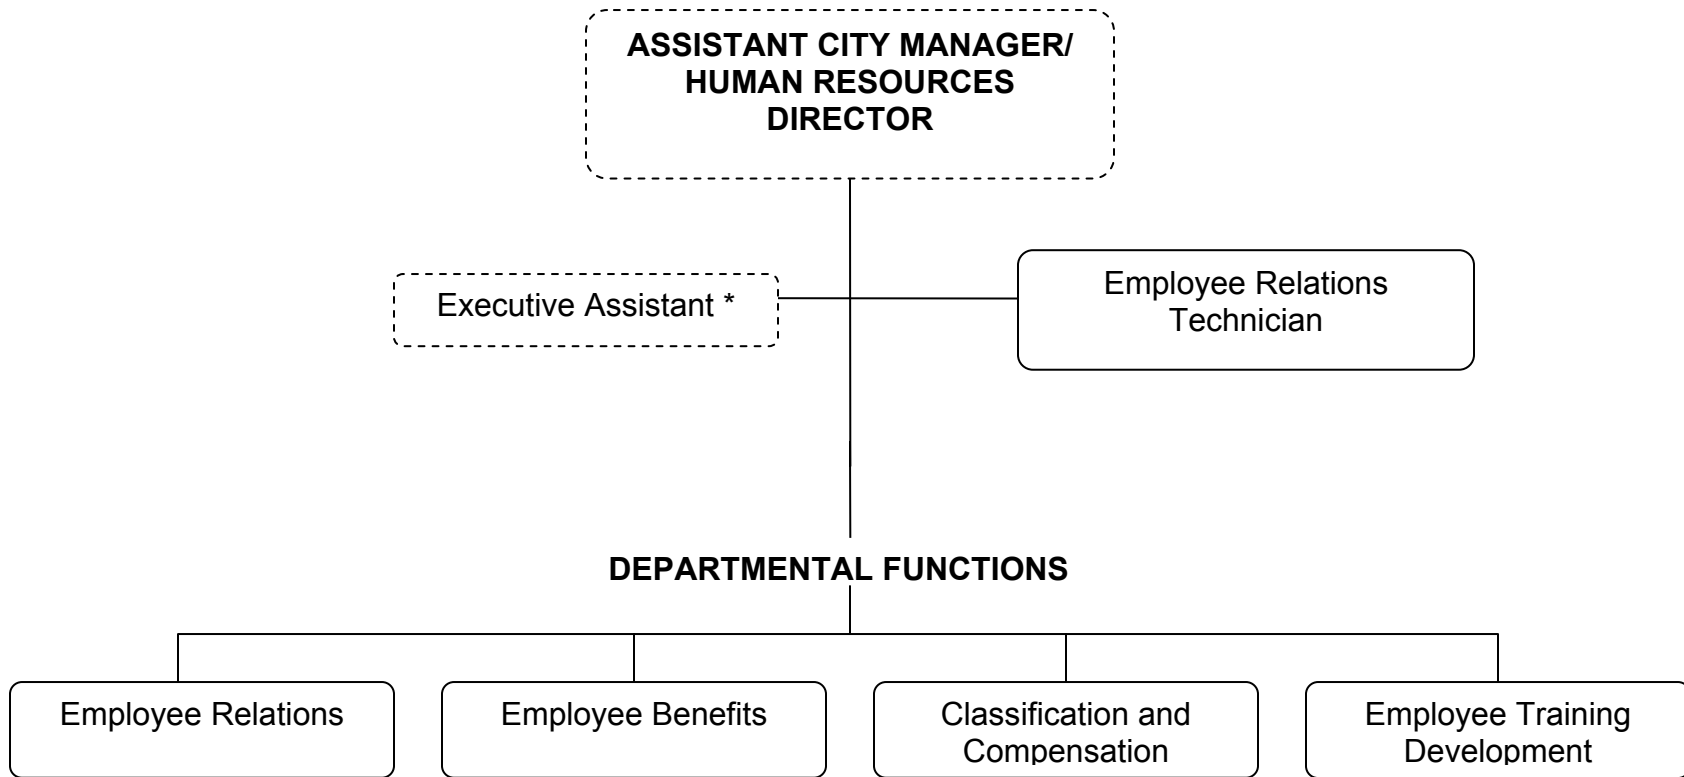 ASSISTANT CITY MANAGER/
HUMAN RESOURCES
DIRECTOR
Executive Assistant *
Employee Relations
Technician
DEPARTMENTAL FUNCTIONS
Employee Relations
Employee Benefits
Classification and
Compensation
Employee Training
Development